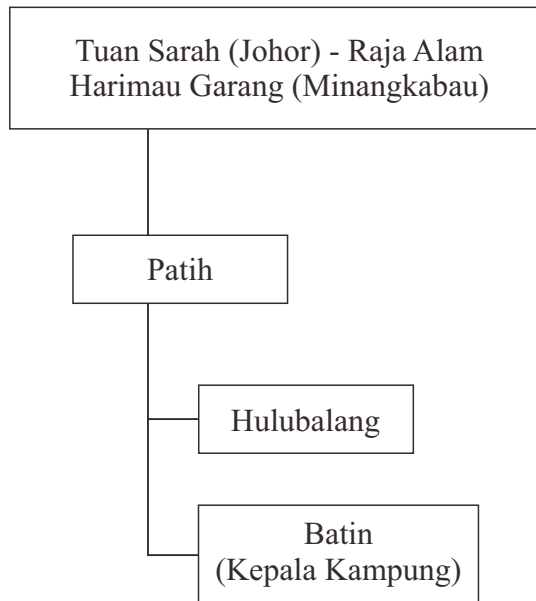 Tuan Sarah (Johor) - Raja Alam
Harimau Garang (Minangkabau)
Patih
Hulubalang
Batin
(Kepala Kampung)